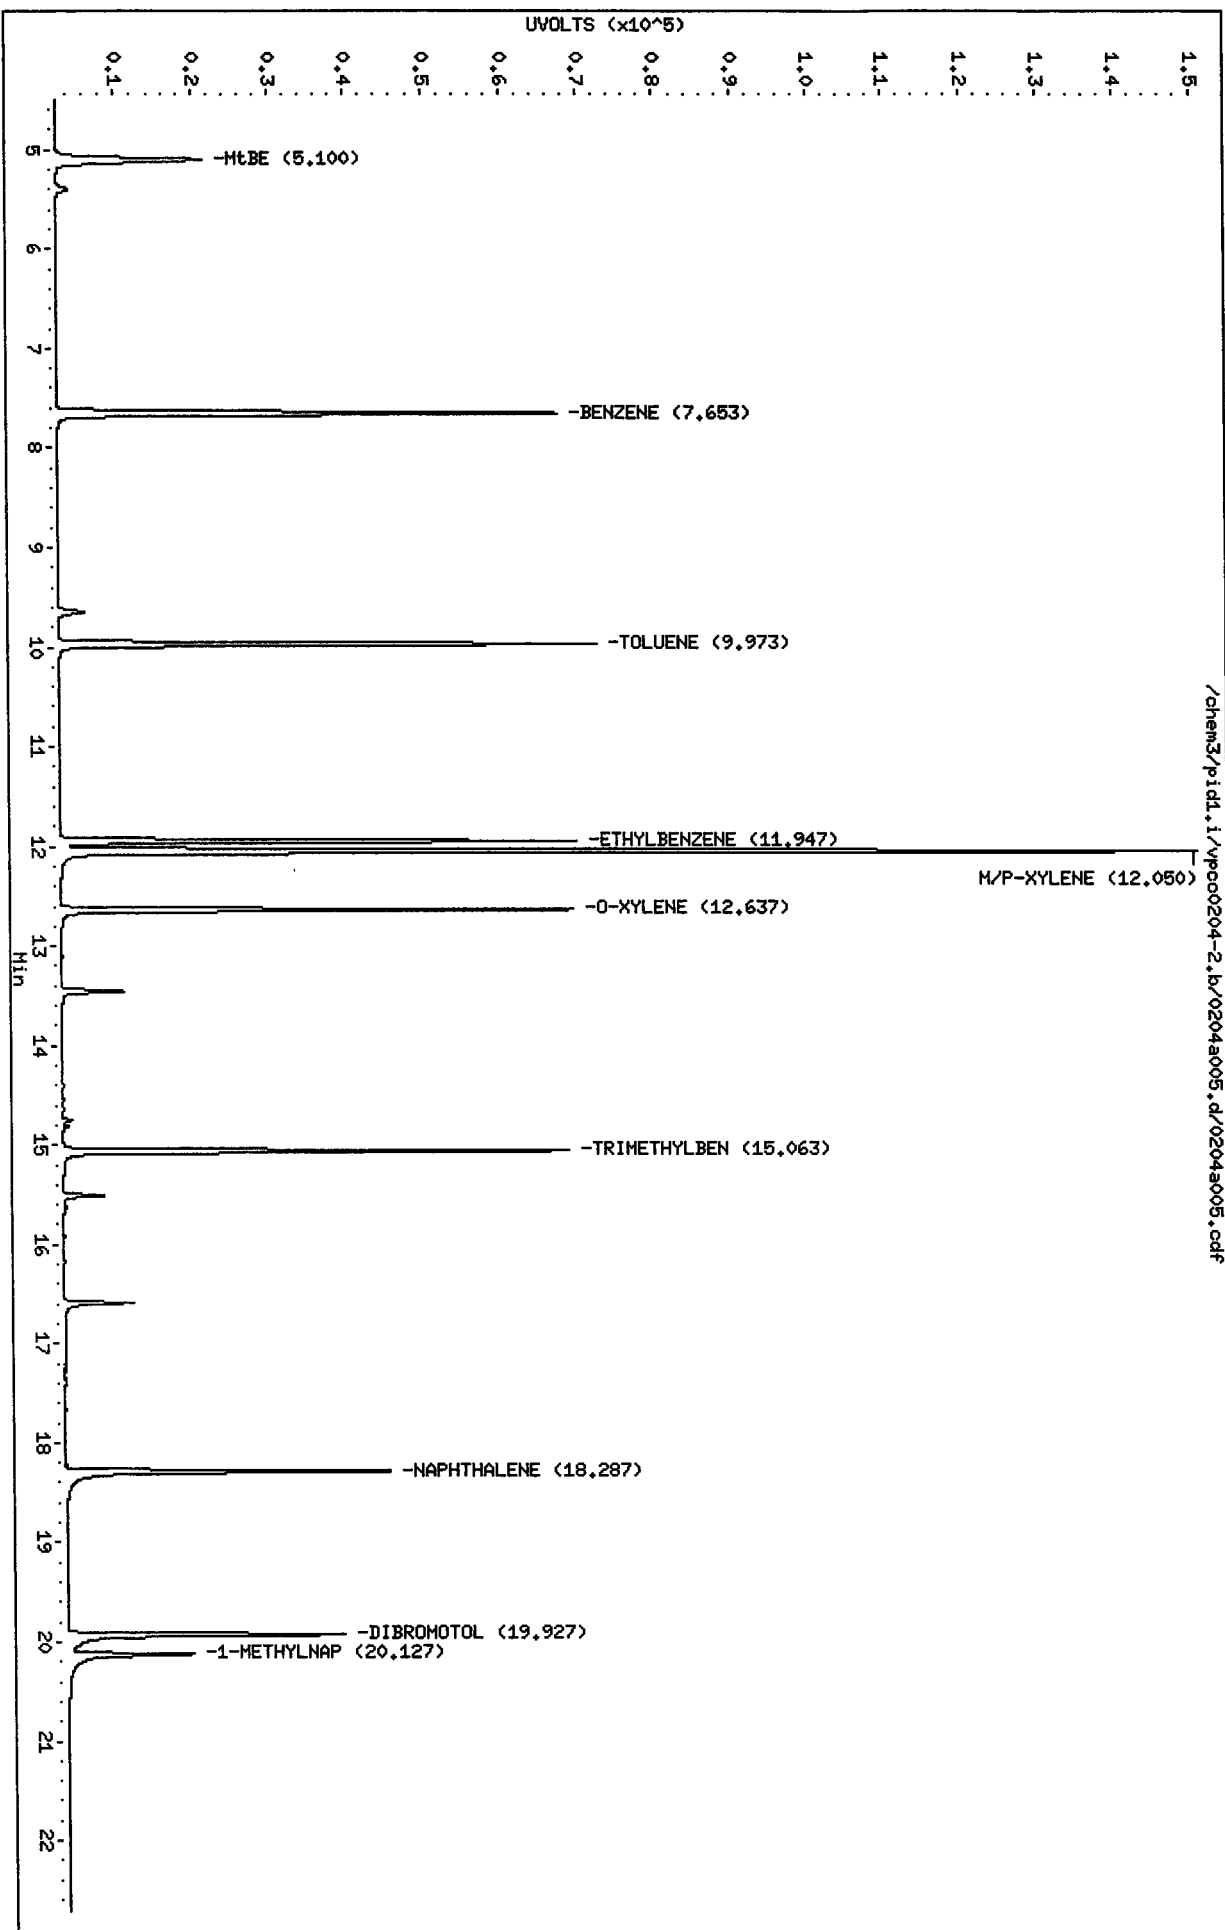 /chem3/pid1.i/vpcc0204-2.b/0204a005.d/0204a005.cdf
UVOLTS (x10^5)
1.5
1.4
1.3
1.2
1.1
1.0
0.9
0.8
0.7
0.6
0.5
0.4
0.3
0.2
0.1
-MtBE (5.100)
-BENZENE (7.653)
-TOLUENE (9.973)
-ETHYLBENZENE (11.947)
M/P-XYLENE (12.050)
-O-XYLENE (12.637)
-TRIMETHYLBEN (15.063)
-NAPHTHALENE (18.287)
-DIBROMOTOL (19.927)
-1-METHYLNAP (20.127)
5
6
7
8
9
10
11
12
13
14
15
16
17
18
19
20
21
22
Min